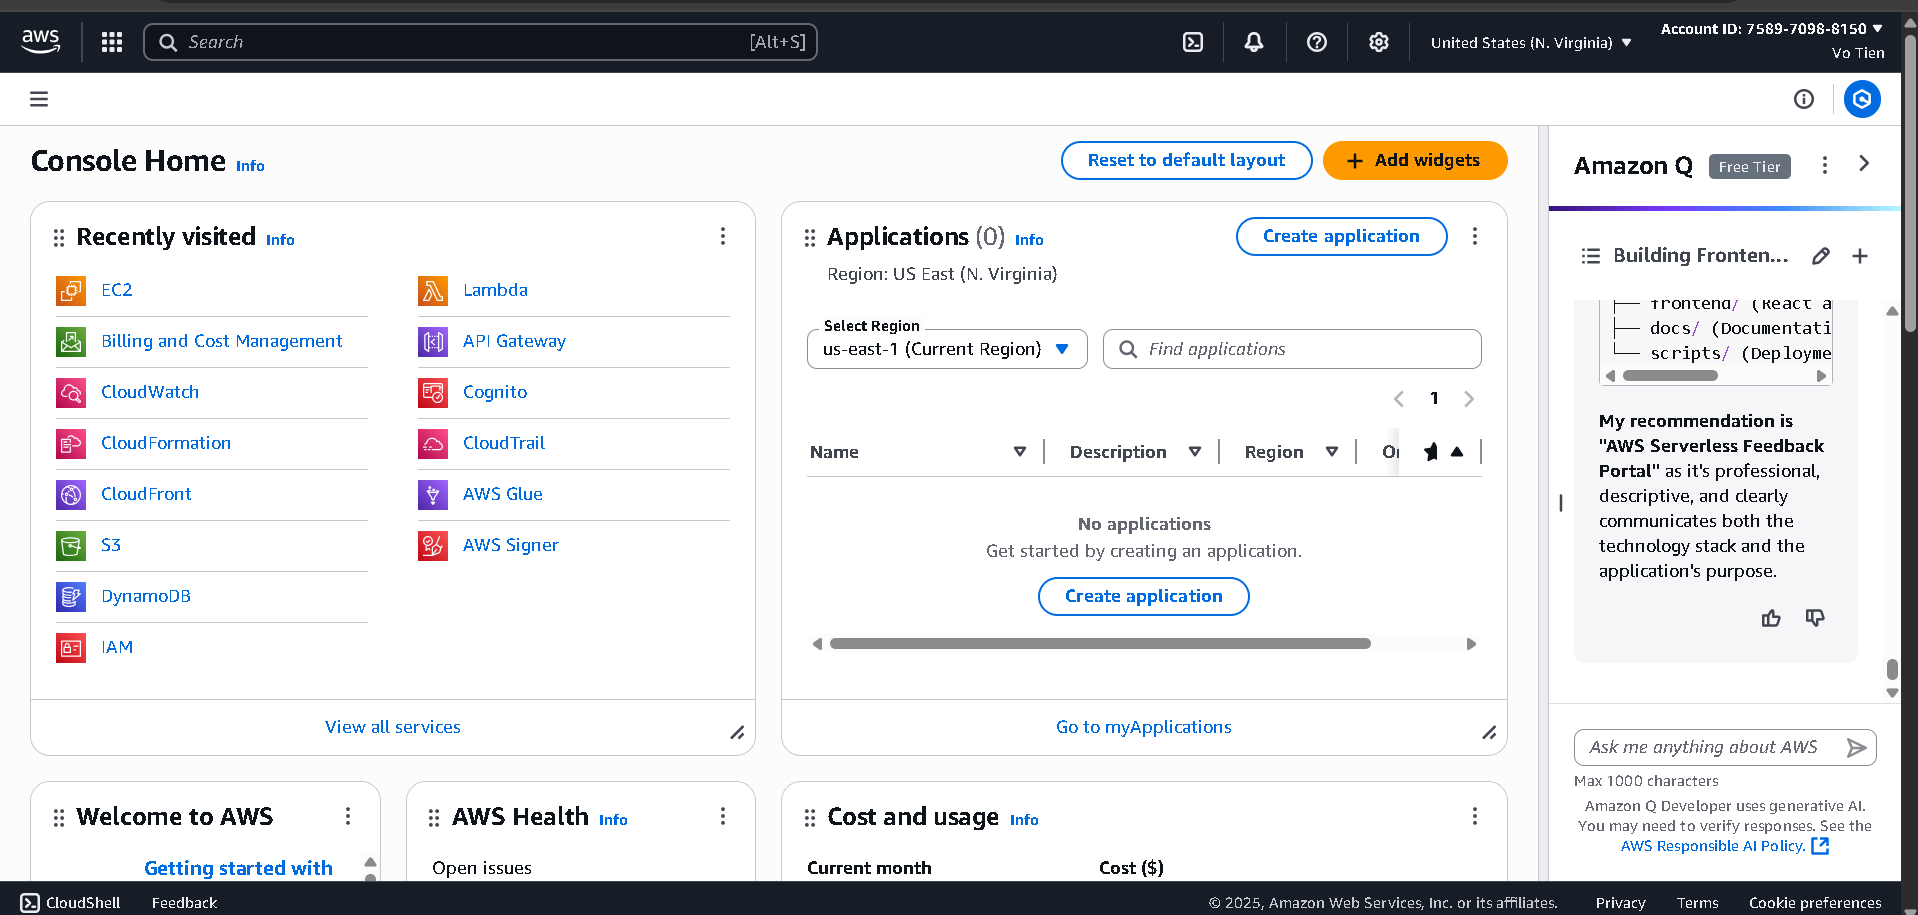 aws
Search
[Alt+S]
United States (N. Virginia)
Account ID: 7589-7098-8150
Vo Tien
Console Home Info
Reset to default layout
Add widgets
Recently visited Info
EC2
Billing and Cost Management
CloudWatch
CloudFormation
CloudFront
S3
DynamoDB
IAM
Lambda
API Gateway
Cognito
CloudTrail
AWS Glue
AWS Signer
View all services
Applications (0) Info
Region: US East (N. Virginia)
Create application
Select Region
us-east-1 (Current Region)
Find applications
1
Name
Description
Region
No applications
Get started by creating an application.
Create application
Go to myApplications
Welcome to AWS
Getting started with
AWS Health Info
Open issues
Cost and usage Info
Current month
Cost ($)
Amazon Q Free Tier
Building Fronten...
├── frontend/ (React a
├── docs/ (Documentati
└── scripts/ (Deployme
My recommendation is
"AWS Serverless Feedback
Portal" as it's professional,
descriptive, and clearly
communicates both the
technology stack and the
application's purpose.
Ask me anything about AWS
Max 1000 characters
Amazon Q Developer uses generative AI.
You may need to verify responses. See the
AWS Responsible AI Policy.
CloudShell
Feedback
© 2025, Amazon Web Services, Inc. or its affiliates.
Privacy
Terms
Cookie preferences